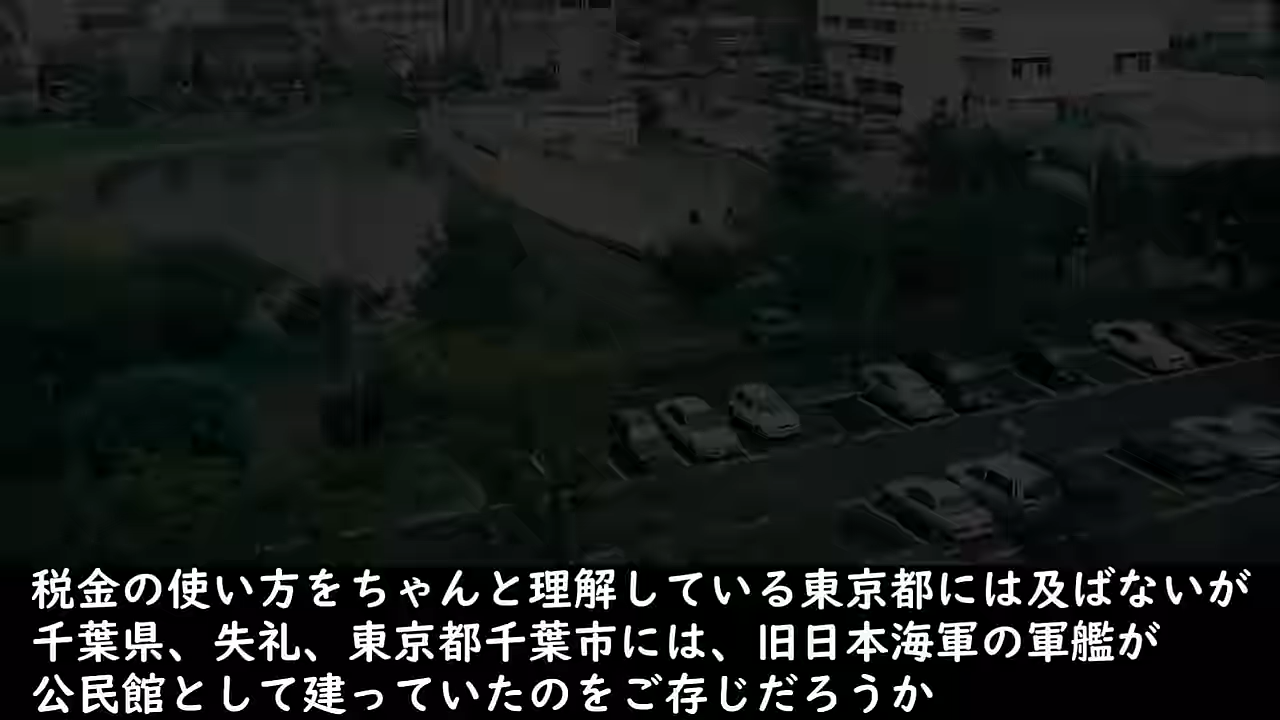 税金の使い方をちゃんと理解している東京都には及ばないが
千葉県、失礼、東京都千葉市には、旧日本海軍の軍艦が
公民館として建っていたのをご存じだろうか